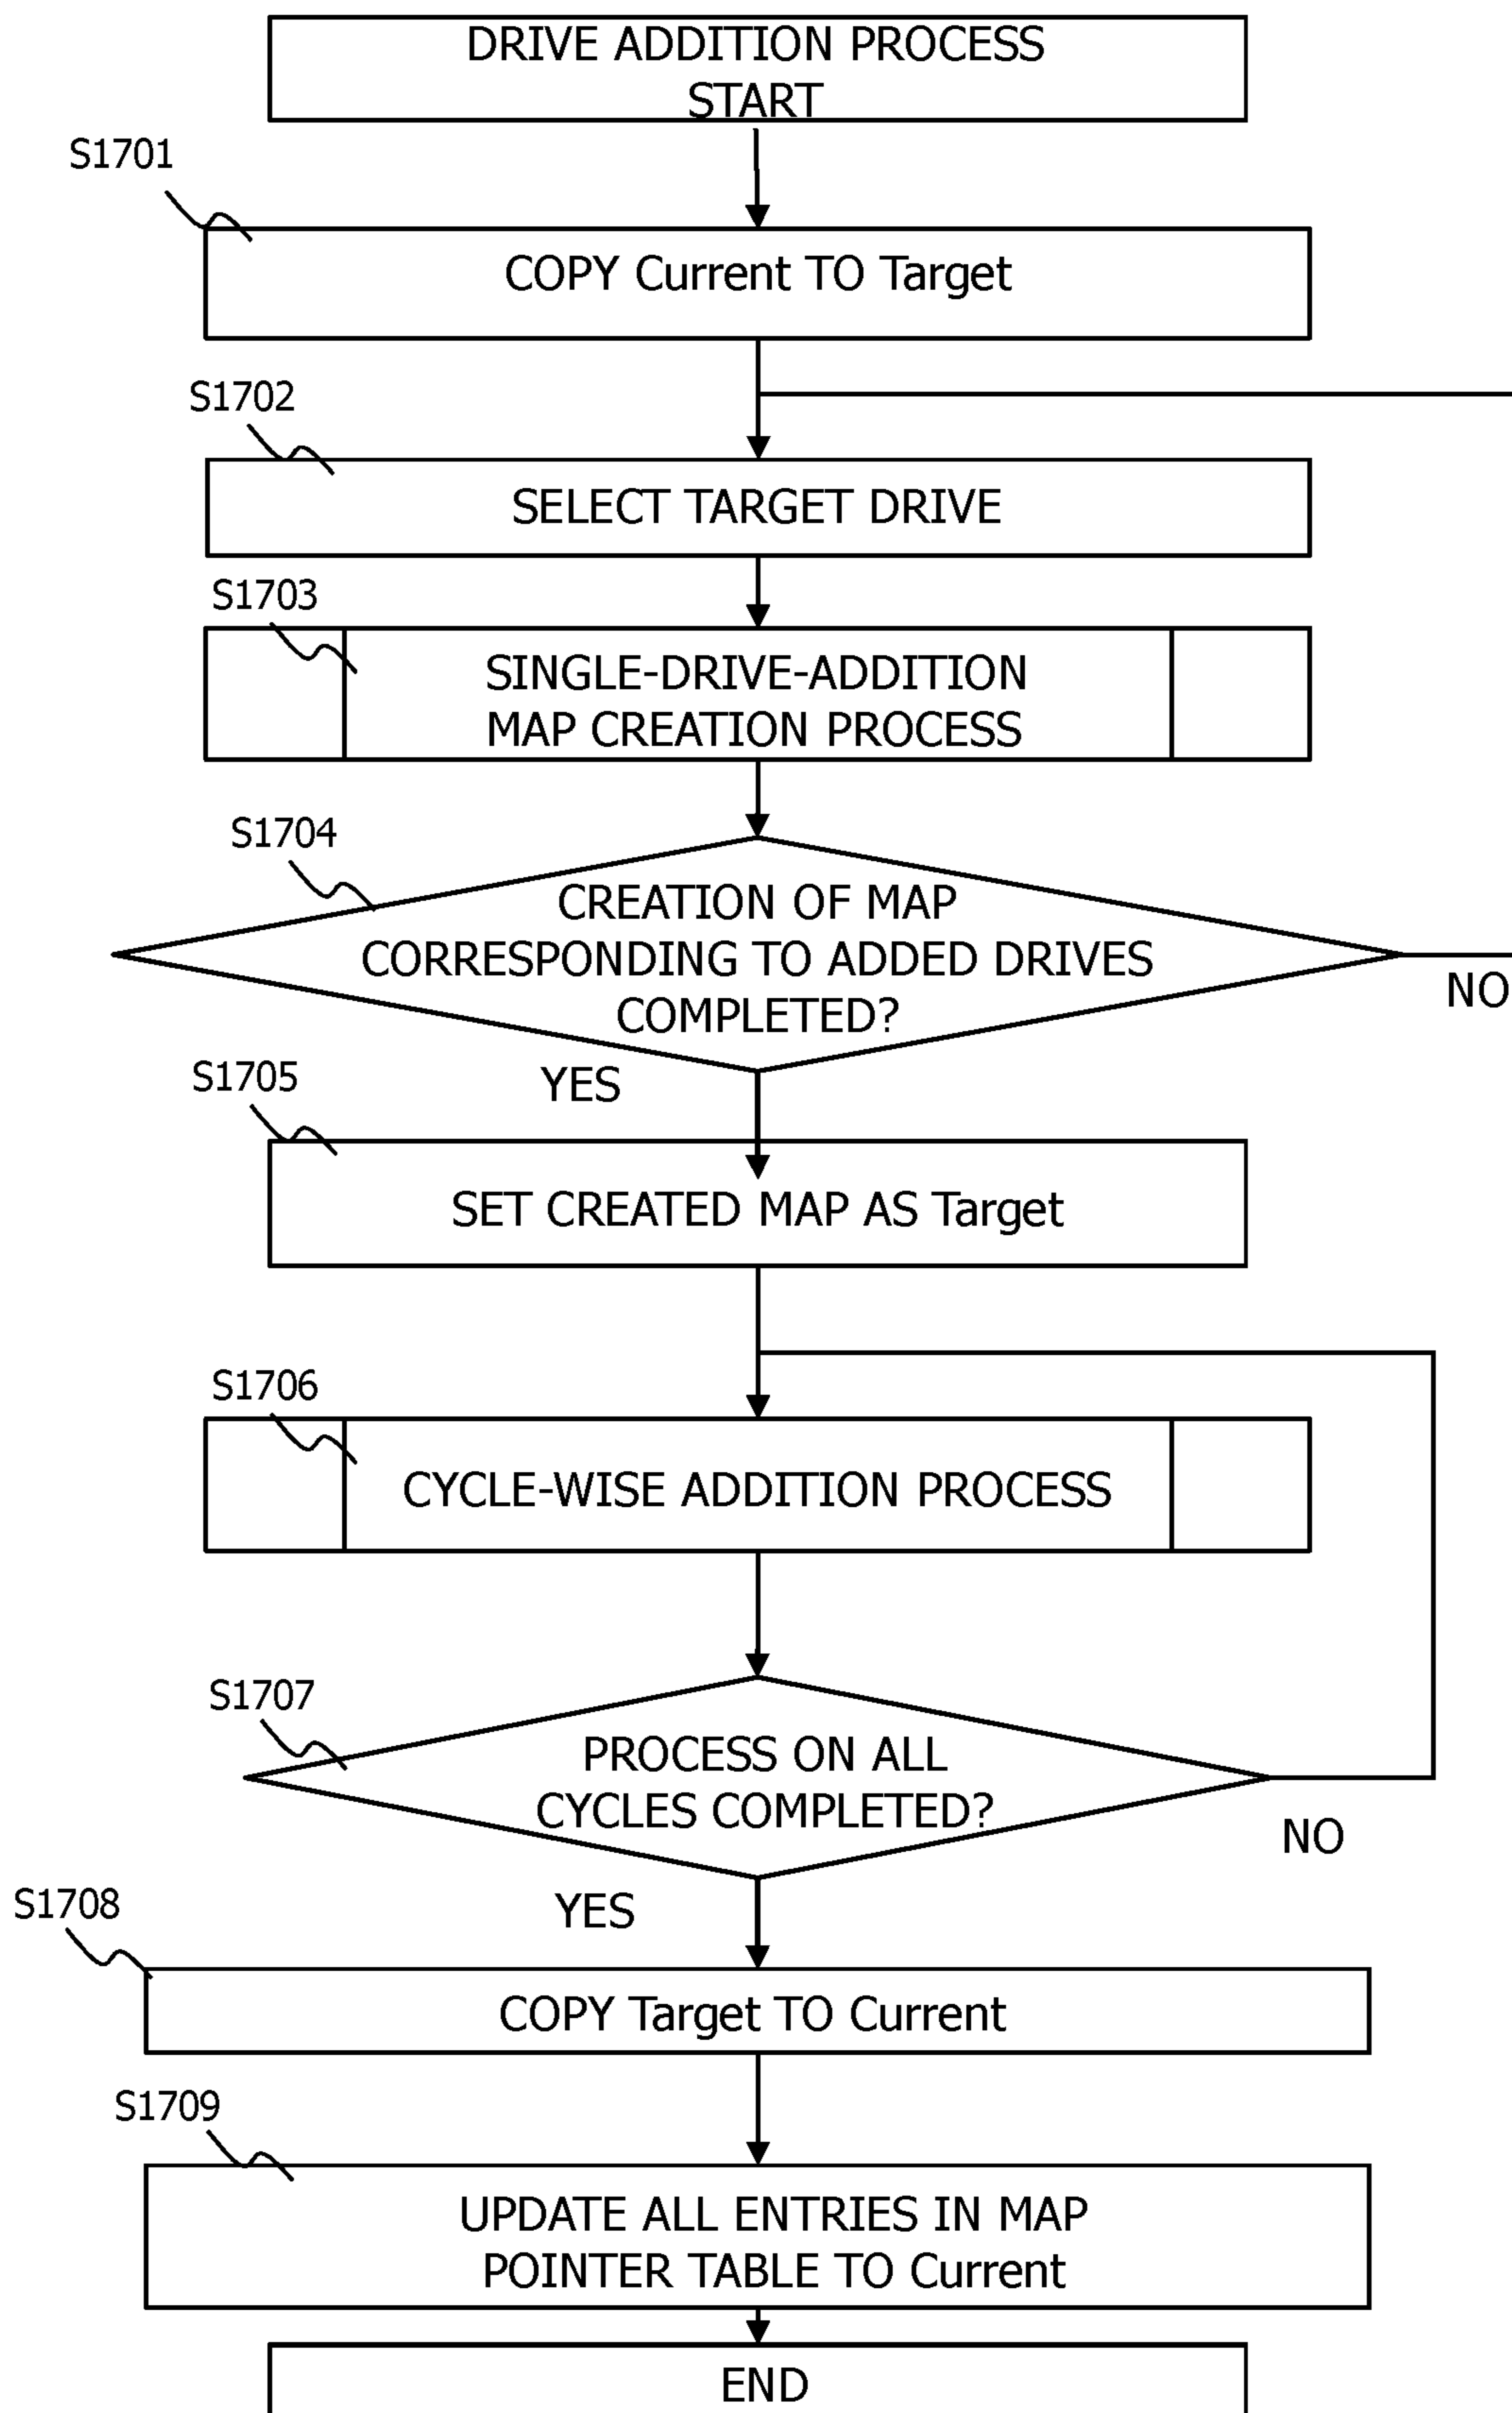 DRIVE ADDITION PROCESS
START
S1701
COPY Current TO Target
S1702
SELECT TARGET DRIVE
S1703
SINGLE-DRIVE-ADDITION
MAP CREATION PROCESS
S1704
CREATION OF MAP
CORRESPONDING TO ADDED DRIVES
COMPLETED?
NO
YES
S1705
SET CREATED MAP AS Target
S1706
CYCLE-WISE ADDITION PROCESS
S1707
PROCESS ON ALL
CYCLES COMPLETED?
NO
YES
S1708
COPY Target TO Current
S1709
UPDATE ALL ENTRIES IN MAP
POINTER TABLE TO Current
END